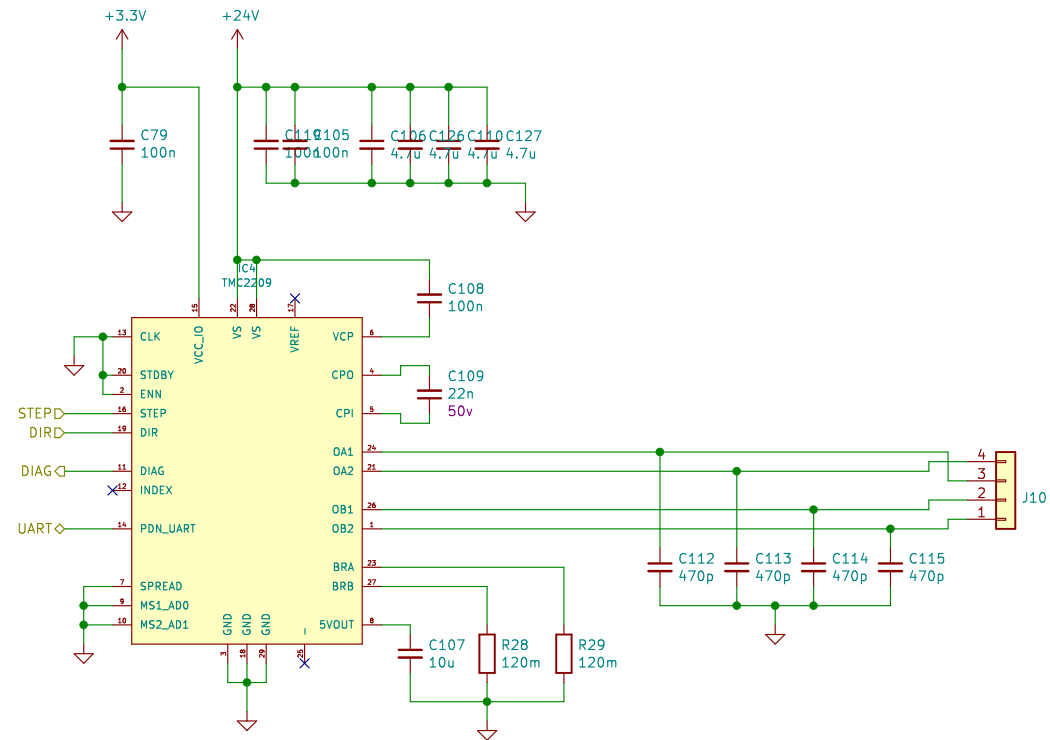 +3.3V
+24V
C79
100n
C119
100n
C105
100n
C106
4.7u
C126
4.7u
C110
4.7u
C127
4.7u
IC4
TMC2209
C108
100n
C109
22n
50v
15
22
28
17
VCC_IO
VS
VS
VREF
13
CLK
20
STDBY
2
ENN
STEP
16
STEP
DIR
19
DIR
DIAG
11
DIAG
12
INDEX
UART
14
PDN_UART
7
SPREAD
9
MS1_AD0
10
MS2_AD1
VCP
6
CPO
4
CPI
5
OA1
24
OA2
21
OB1
26
OB2
1
BRA
23
BRB
27
5VOUT
8
GND
GND
GND
3
18
29
25
4
3
2
1
J10
C112
470p
C113
470p
C114
470p
C115
470p
C107
10u
R28
120m
R29
120m